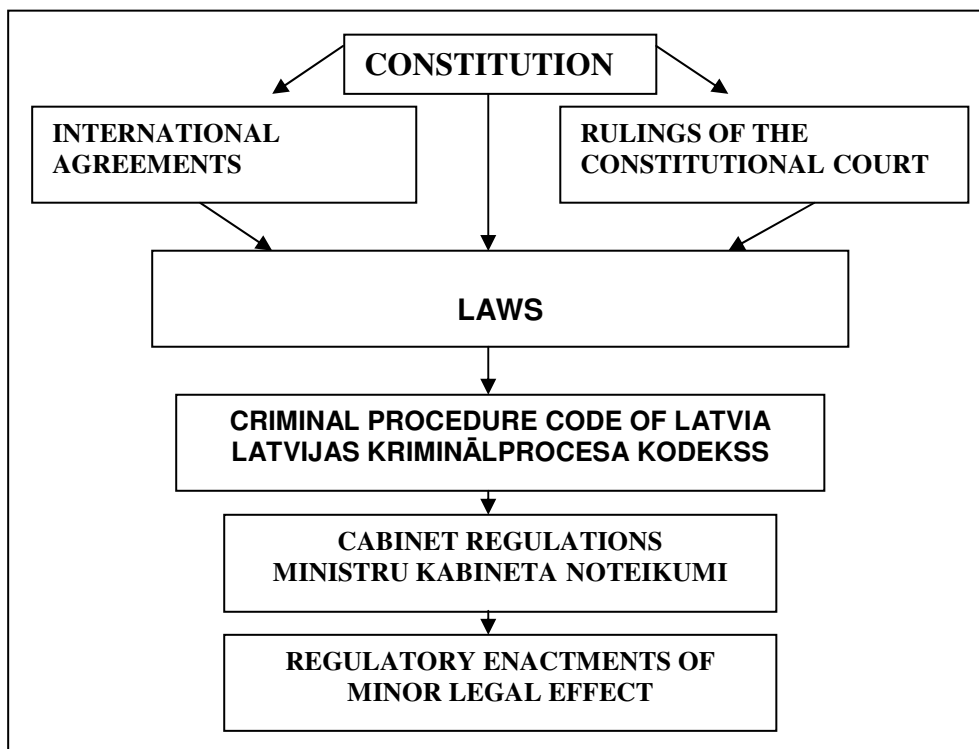 CONSTITUTION
INTERNATIONAL
AGREEMENTS
RULINGS OF THE
CONSTITUTIONAL COURT
LAWS
CRIMINAL PROCEDURE CODE OF LATVIA
LATVIJAS KRIMINĀLPROCESA KODEKSS
CABINET REGULATIONS
MINISTRU KABINETA NOTEIKUMI
REGULATORY ENACTMENTS OF
MINOR LEGAL EFFECT